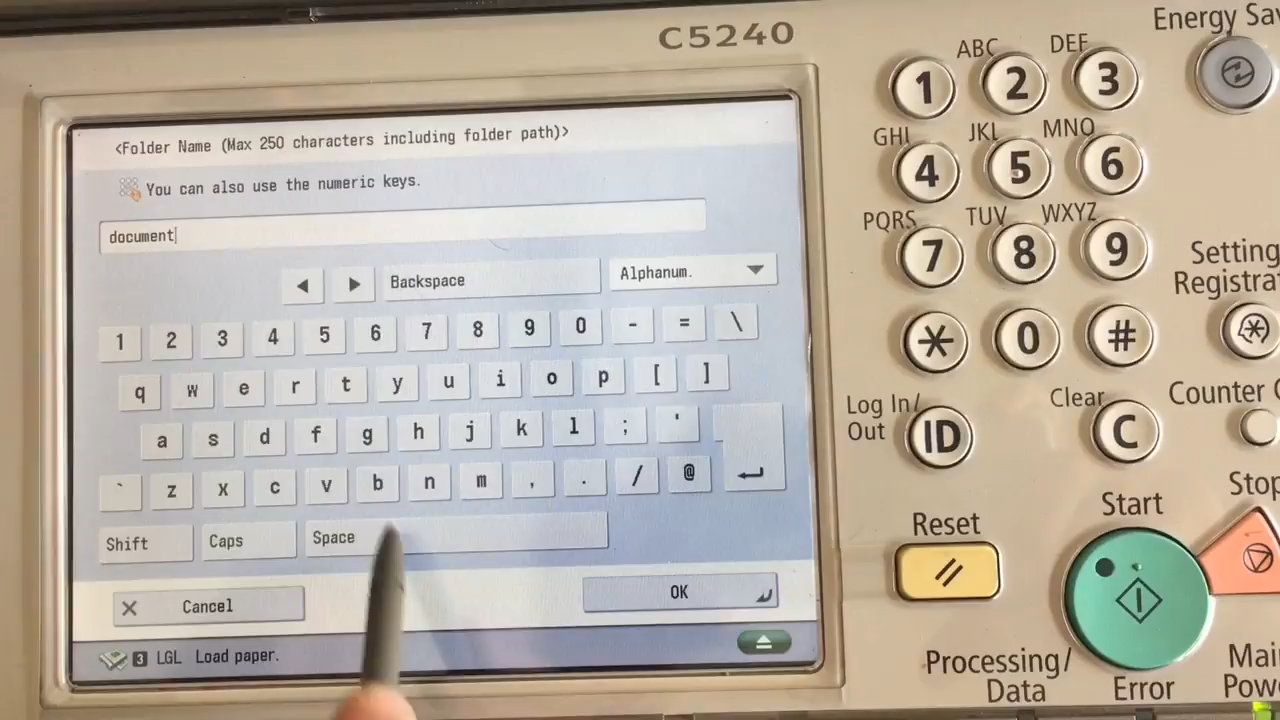 C5240
<Folder Name (Max 250 characters including folder path)>
You can also use the numeric keys.
document
◀ ▶ Backspace Alphanum.
1 2 3 4 5 6 7 8 9 0 - = \
q w e r t y u i o p [ ]
a s d f g h j k l ; '
` z x c v b n m , . / @
Shift Caps Space
Cancel OK
3 LGL Load paper.
Energy Sav
ABC DEF
1 2 3
GHI JKL MNO
4 5 6
PQRS TUV WXYZ
7 8 9
Setting
Registrat
* 0 #
Log In/
Out
ID
Clear
C
Counter
Reset
Start
Stop
Processing/
Data
Error
Mai
Pow